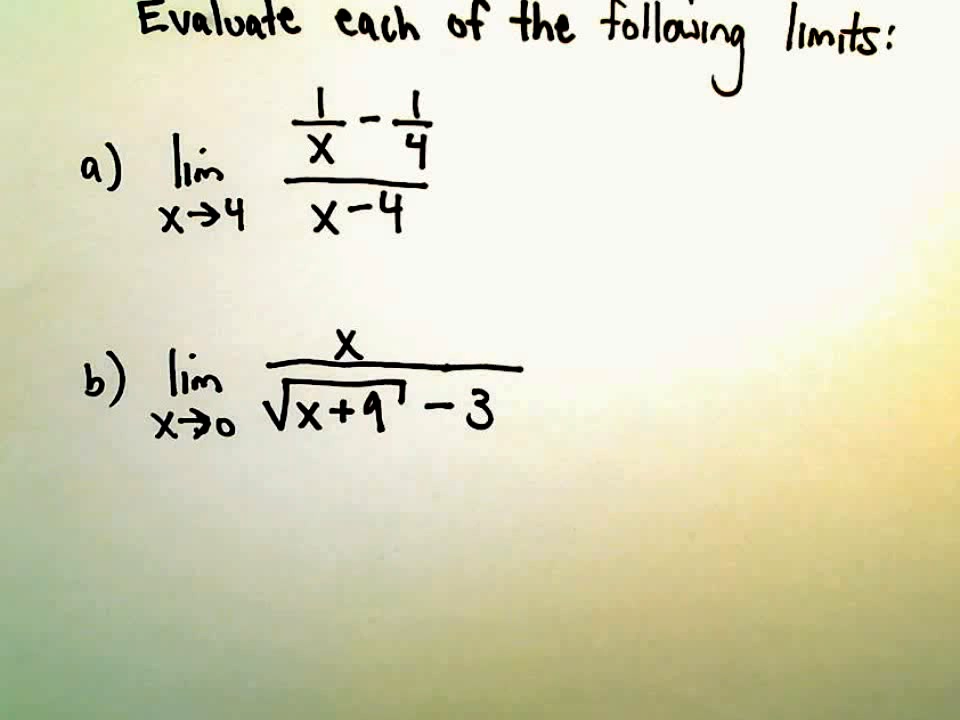 Evaluate each of the following limits:
a) lim x→4 (1/x - 1/4)/(x-4)
b) lim x→0 x/(√(x+9) - 3)